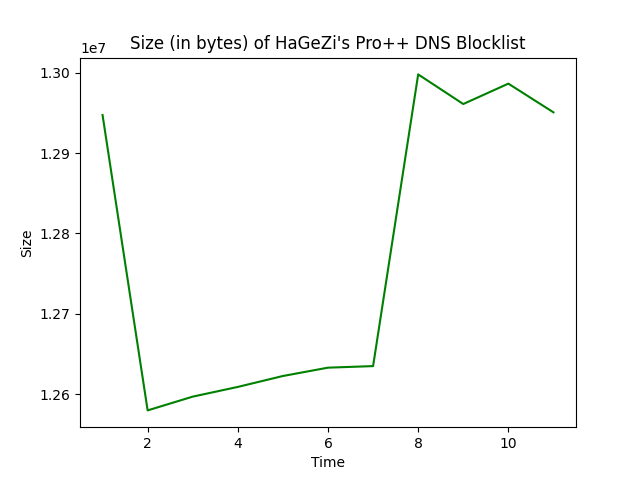 Size (in bytes) of HaGeZi's Pro++ DNS Blocklist
1e7
1.30
1.29
1.28
1.27
1.26
Size
2 4 6 8 10
Time